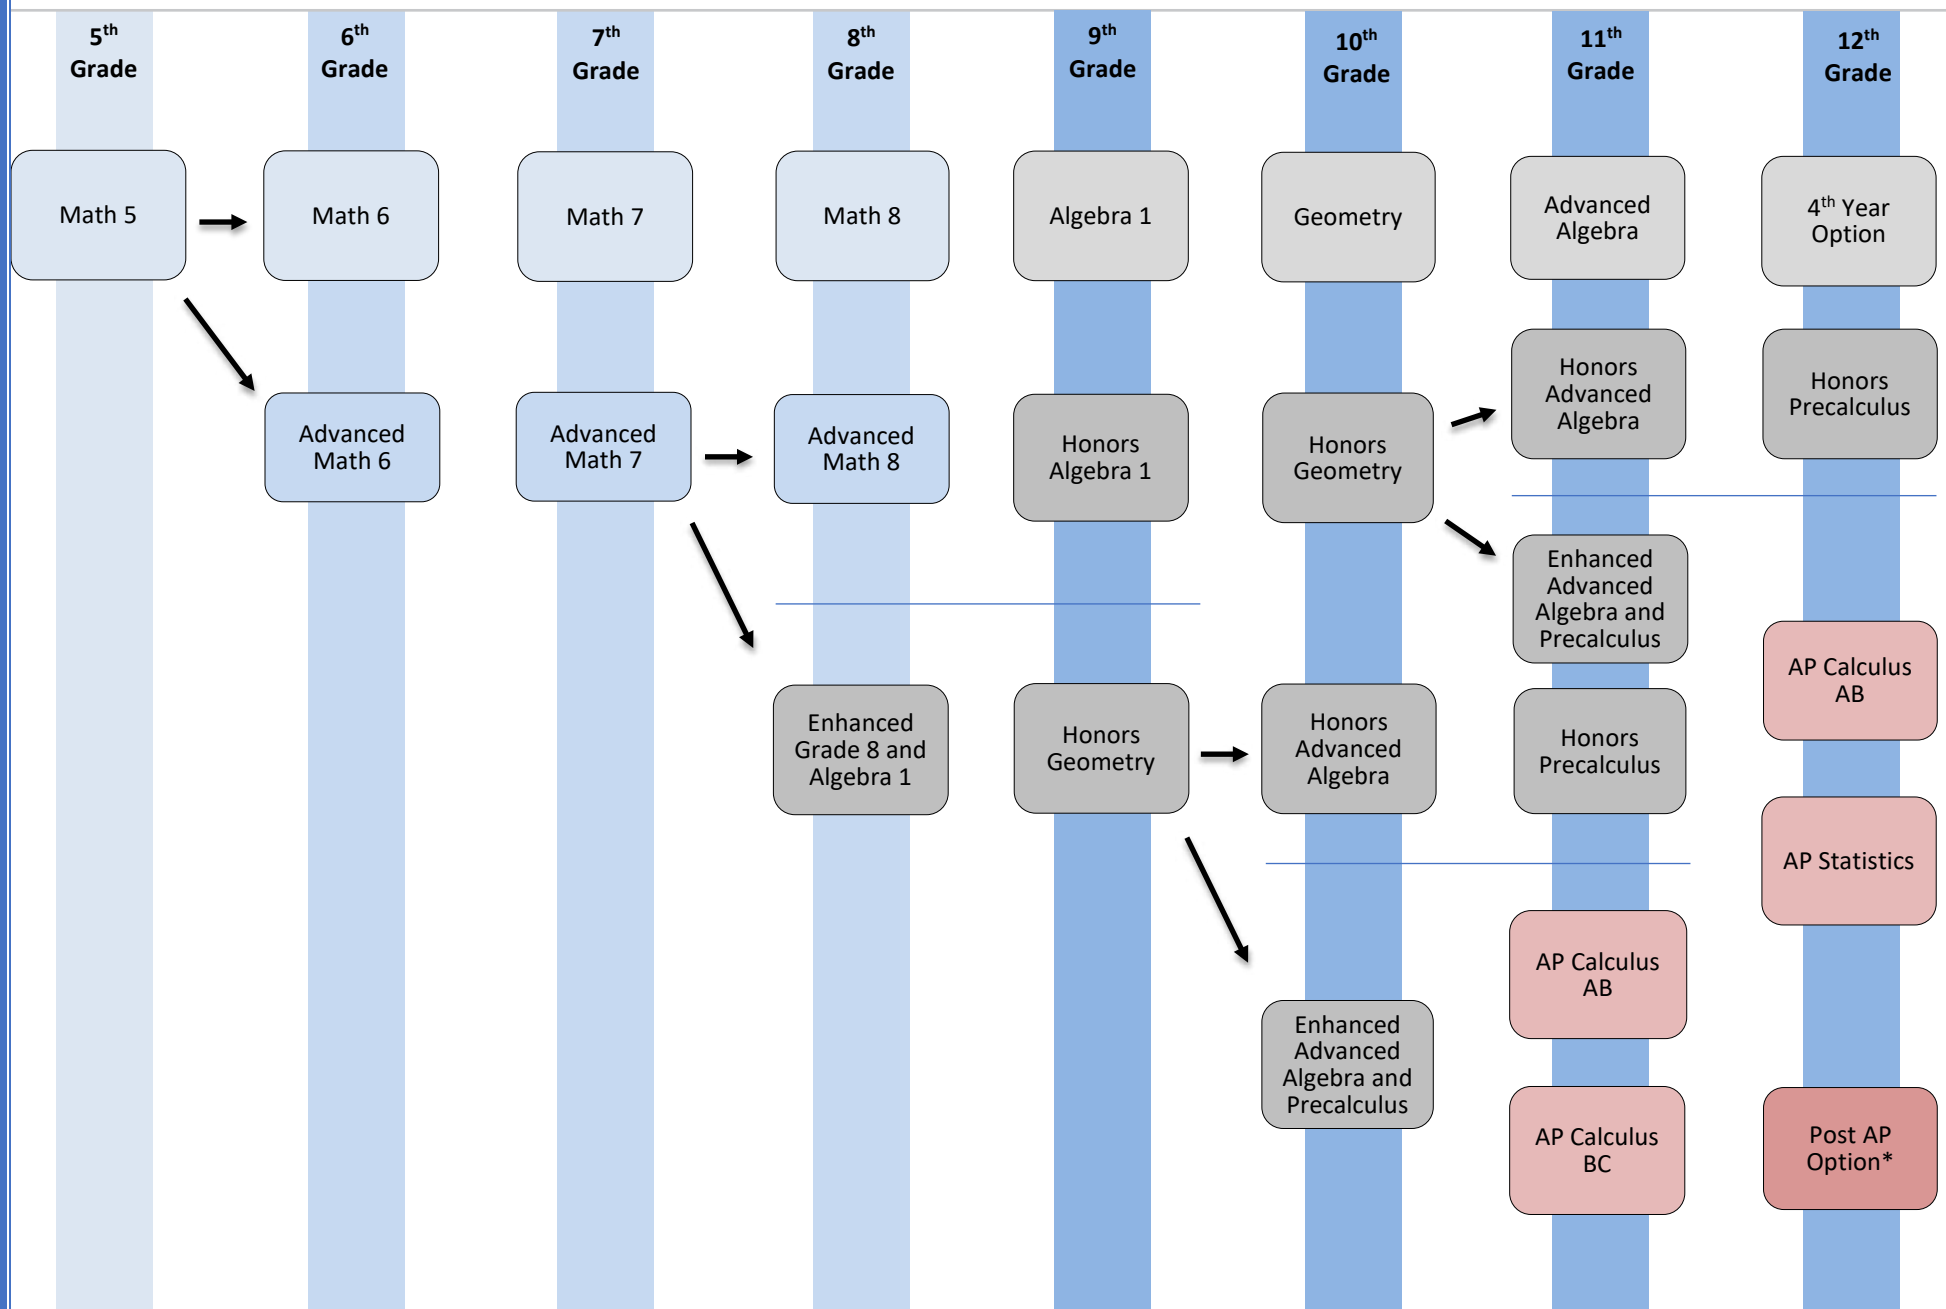 5th
Grade
6th
Grade
7th
Grade
8th
Grade
9th
Grade
10th
Grade
11th
Grade
12th
Grade
Math 5
Math 6
Math 7
Math 8
Algebra 1
Geometry
Advanced
Algebra
4th Year
Option
Advanced
Math 6
Advanced
Math 7
Advanced
Math 8
Honors
Algebra 1
Honors
Geometry
Honors
Advanced
Algebra
Honors
Precalculus
Enhanced
Advanced
Algebra and
Precalculus
Enhanced
Grade 8 and
Algebra 1
Honors
Geometry
Honors
Advanced
Algebra
Honors
Precalculus
AP Calculus
AB
AP Statistics
Enhanced
Advanced
Algebra and
Precalculus
AP Calculus
AB
AP Calculus
BC
Post AP
Option*